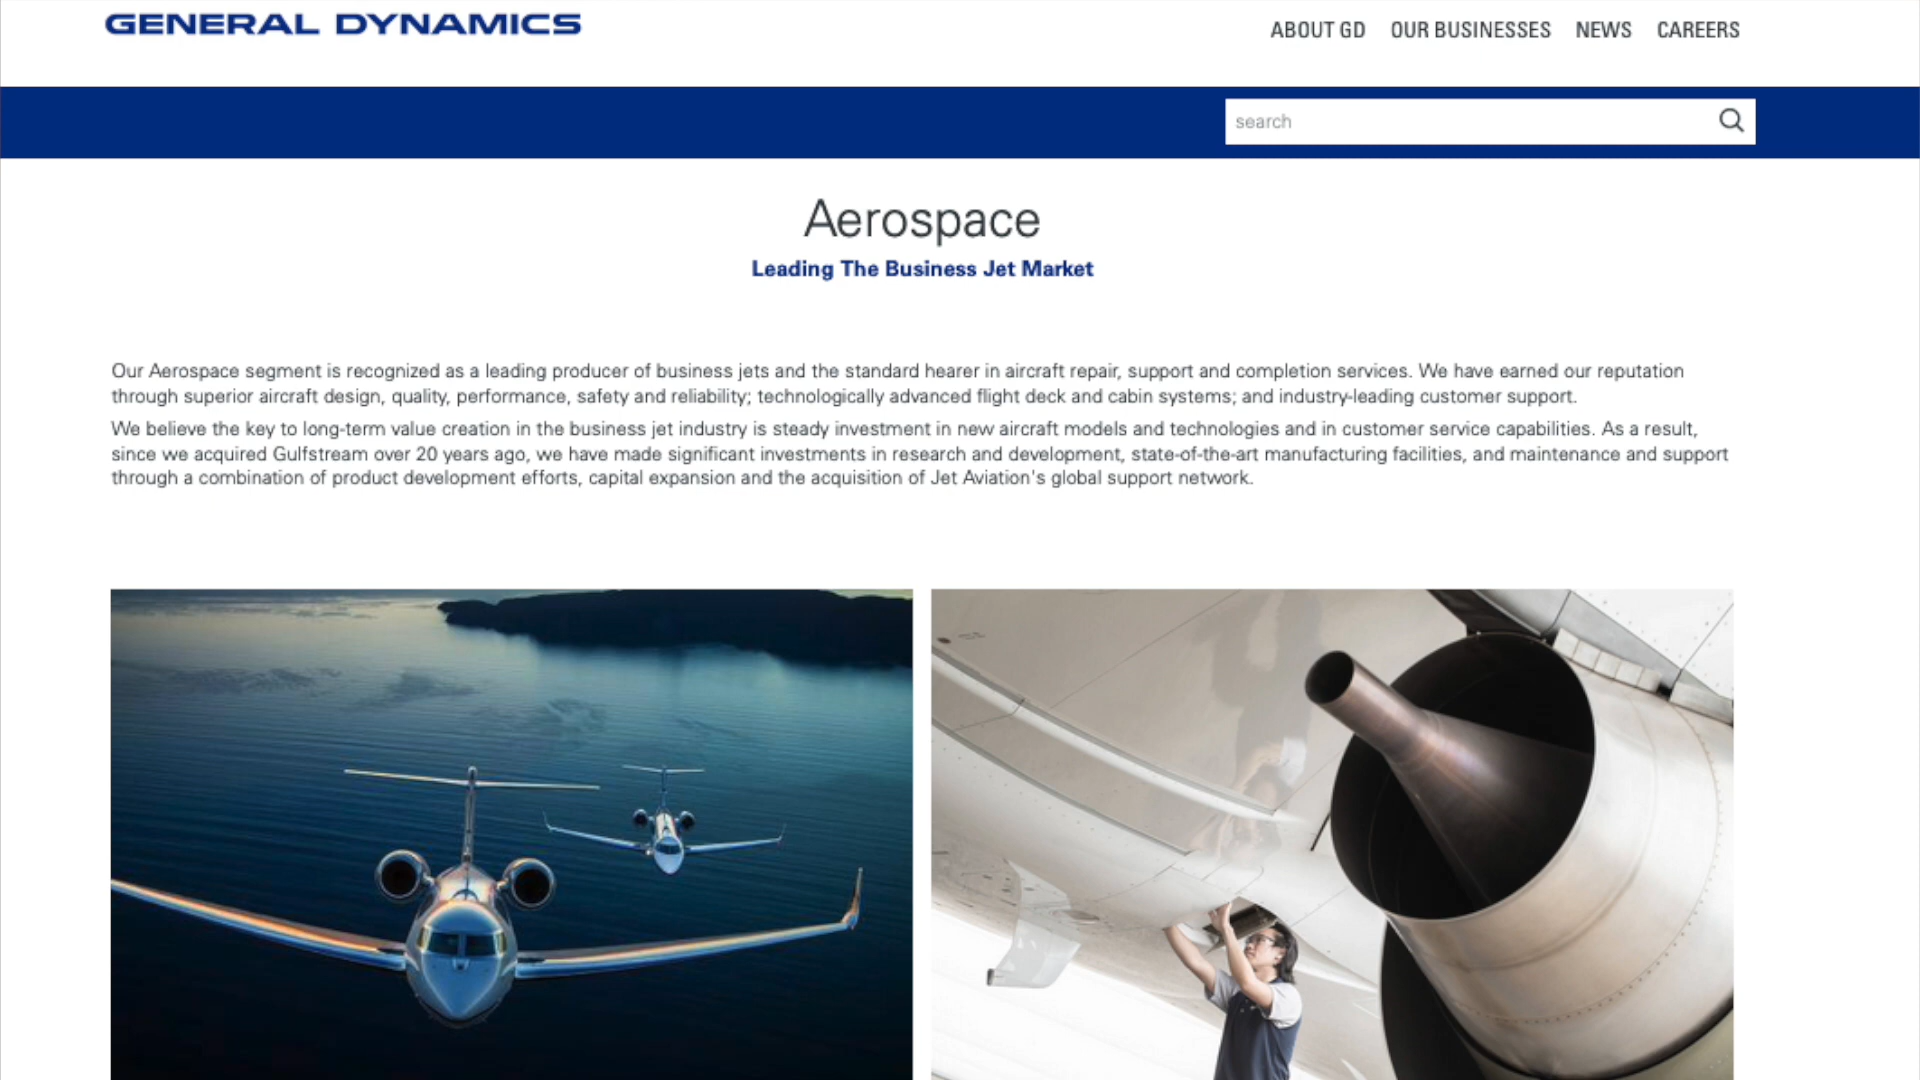 GENERAL DYNAMICS
ABOUT GD OUR BUSINESSES NEWS CAREERS
search
Aerospace
Leading The Business Jet Market
Our Aerospace segment is recognized as a leading producer of business jets and the standard hearer in aircraft repair, support and completion services. We have earned our reputation
through superior aircraft design, quality, performance, safety and reliability; technologically advanced flight deck and cabin systems; and industry-leading customer support.
We believe the key to long-term value creation in the business jet industry is steady investment in new aircraft models and technologies and in customer service capabilities. As a result,
since we acquired Gulfstream over 20 years ago, we have made significant investments in research and development, state-of-the-art manufacturing facilities, and maintenance and support
through a combination of product development efforts, capital expansion and the acquisition of Jet Aviation's global support network.